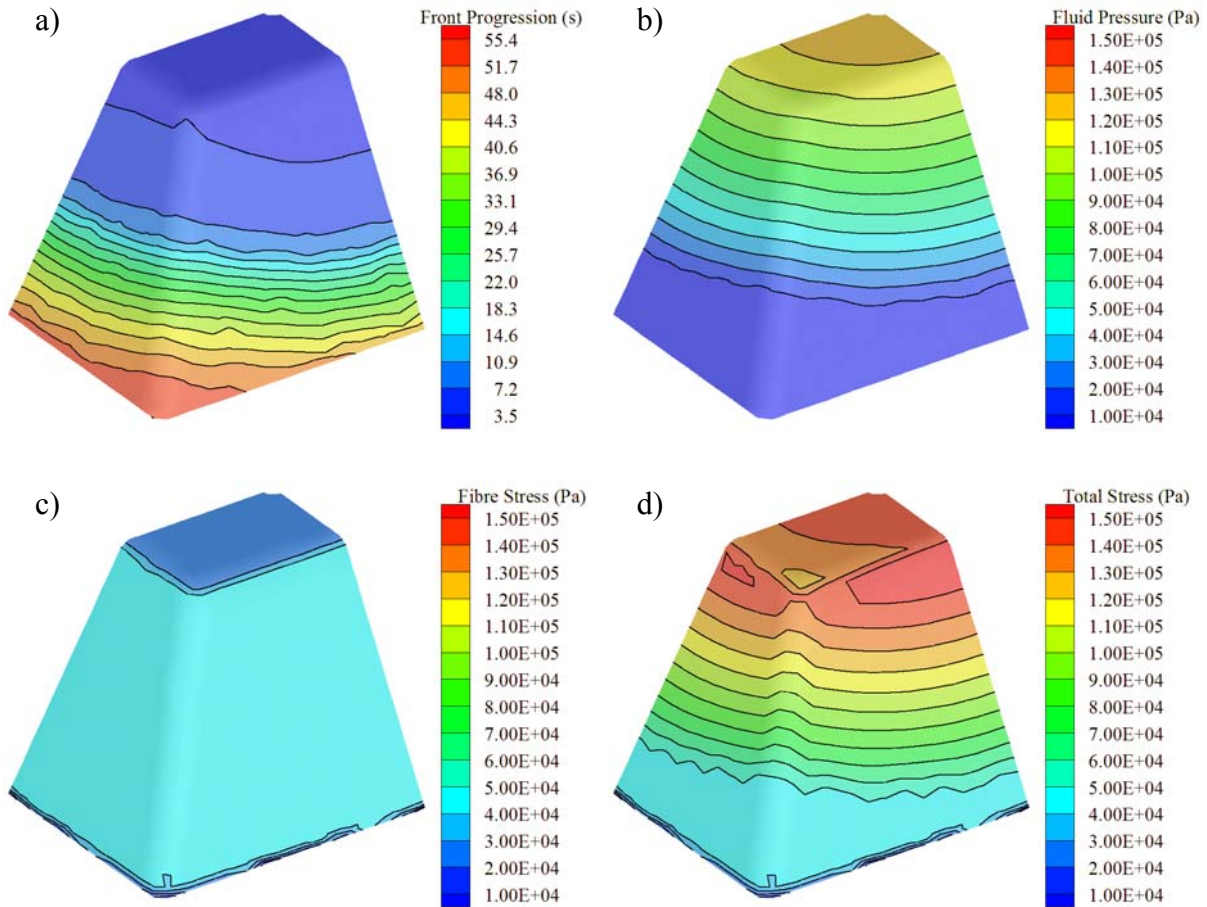 a)
Front Progression (s)
55.4
51.7
48.0
44.3
40.6
36.9
33.1
29.4
25.7
22.0
18.3
14.6
10.9
7.2
3.5
b)
Fluid Pressure (Pa)
1.50E+05
1.40E+05
1.30E+05
1.20E+05
1.10E+05
1.00E+05
9.00E+04
8.00E+04
7.00E+04
6.00E+04
5.00E+04
4.00E+04
3.00E+04
2.00E+04
1.00E+04
c)
Fibre Stress (Pa)
1.50E+05
1.40E+05
1.30E+05
1.20E+05
1.10E+05
1.00E+05
9.00E+04
8.00E+04
7.00E+04
6.00E+04
5.00E+04
4.00E+04
3.00E+04
2.00E+04
1.00E+04
d)
Total Stress (Pa)
1.50E+05
1.40E+05
1.30E+05
1.20E+05
1.10E+05
1.00E+05
9.00E+04
8.00E+04
7.00E+04
6.00E+04
5.00E+04
4.00E+04
3.00E+04
2.00E+04
1.00E+04